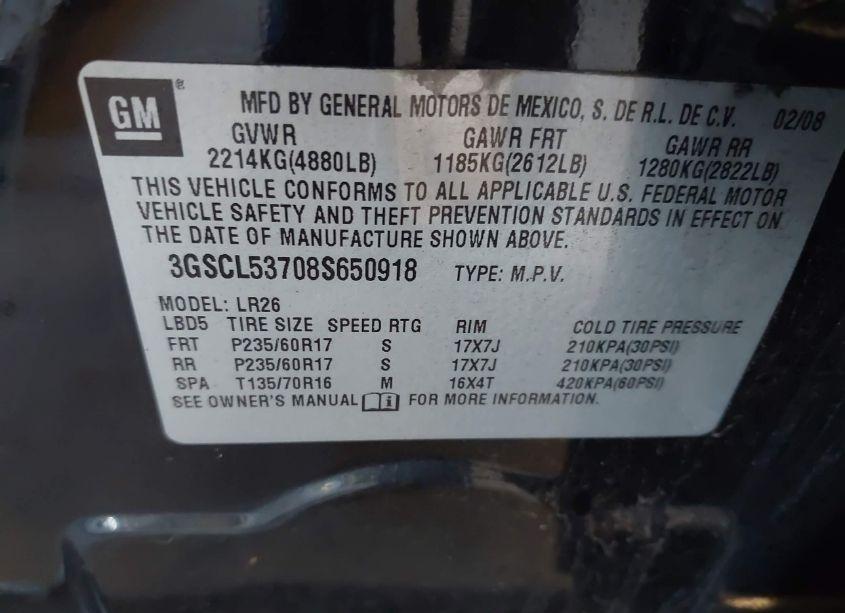 GM ®
MFD BY GENERAL MOTORS DE MEXICO, S. DE R.L. DE C.V. 02/08
GVWR GAWR FRT GAWR RR
2214KG(4880LB) 1185KG(2612LB) 1280KG(2822LB)
THIS VEHICLE CONFORMS TO ALL APPLICABLE U.S. FEDERAL MOTOR
VEHICLE SAFETY AND THEFT PREVENTION STANDARDS IN EFFECT ON
THE DATE OF MANUFACTURE SHOWN ABOVE.
3GSCL53708S650918 TYPE: M.P.V.
MODEL: LR26
LBD5 TIRE SIZE SPEED RTG RIM COLD TIRE PRESSURE
FRT P235/60R17 S 17X7J 210KPA(30PSI)
RR P235/60R17 S 17X7J 210KPA(30PSI)
SPA T135/70R16 M 16X4T 420KPA(60PSI)
SEE OWNER'S MANUAL i FOR MORE INFORMATION.